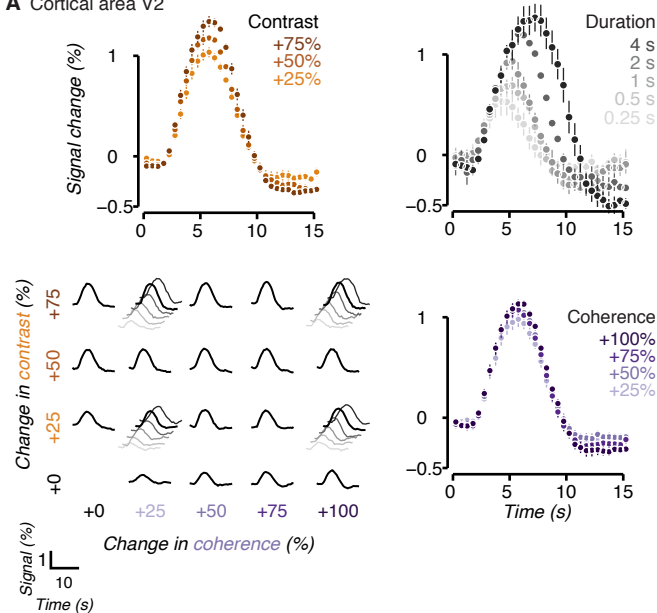 A Cortical area V2
Contrast
+75%
+50%
+25%
Signal change (%)
1
0
−0.5
0 5 10 15
Duration
4 s
2 s
1 s
0.5 s
0.25 s
1
0
−0.5
0 5 10 15
Change in contrast (%)
+75
+50
+25
+0
+0 +25 +50 +75 +100
Change in coherence (%)
Signal (%)
1
10
Time (s)
Coherence
+100%
+75%
+50%
+25%
1
0
−0.5
0 5 10 15
Time (s)